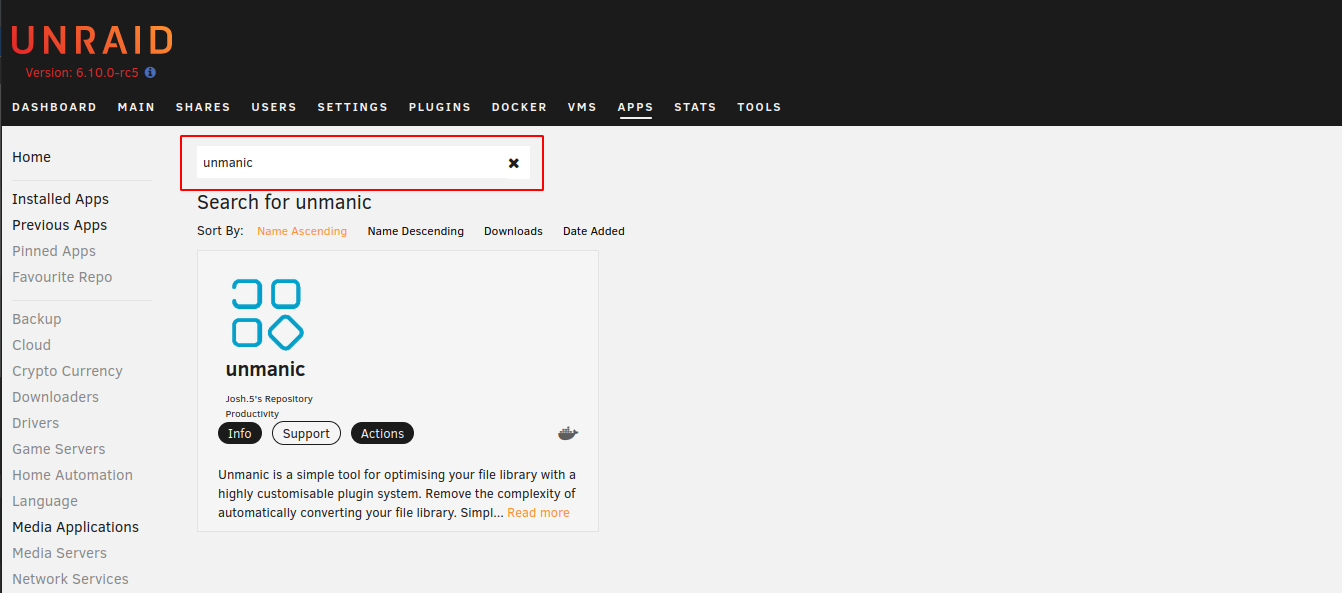 UNRAID
Version: 6.10.0-rc5
DASHBOARD MAIN SHARES USERS SETTINGS PLUGINS DOCKER VMS APPS STATS TOOLS
Home
Installed Apps
Previous Apps
Pinned Apps
Favourite Repo
Backup
Cloud
Crypto Currency
Downloaders
Drivers
Game Servers
Home Automation
Language
Media Applications
Media Servers
Network Services
unmanic
Search for unmanic
Sort By: Name Ascending Name Descending Downloads Date Added
unmanic
Josh.5's Repository
Productivity
Info Support Actions
Unmanic is a simple tool for optimising your file library with a
highly customisable plugin system. Remove the complexity of
automatically converting your file library. Simpl... Read more